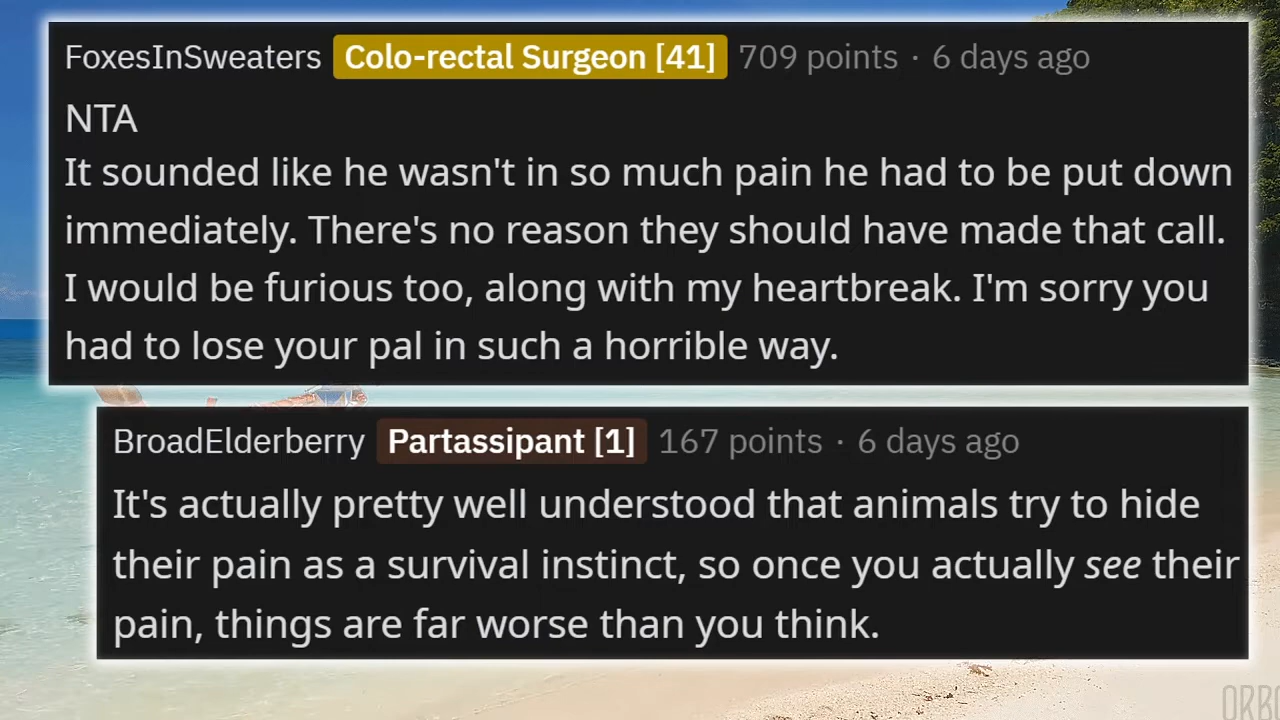 FoxesInSweaters Colo-rectal Surgeon [41] 709 points · 6 days ago
NTA
It sounded like he wasn't in so much pain he had to be put down
immediately. There's no reason they should have made that call.
I would be furious too, along with my heartbreak. I'm sorry you
had to lose your pal in such a horrible way.
BroadElderberry Partassipant [1] 167 points · 6 days ago
It's actually pretty well understood that animals try to hide
their pain as a survival instinct, so once you actually see their
pain, things are far worse than you think.